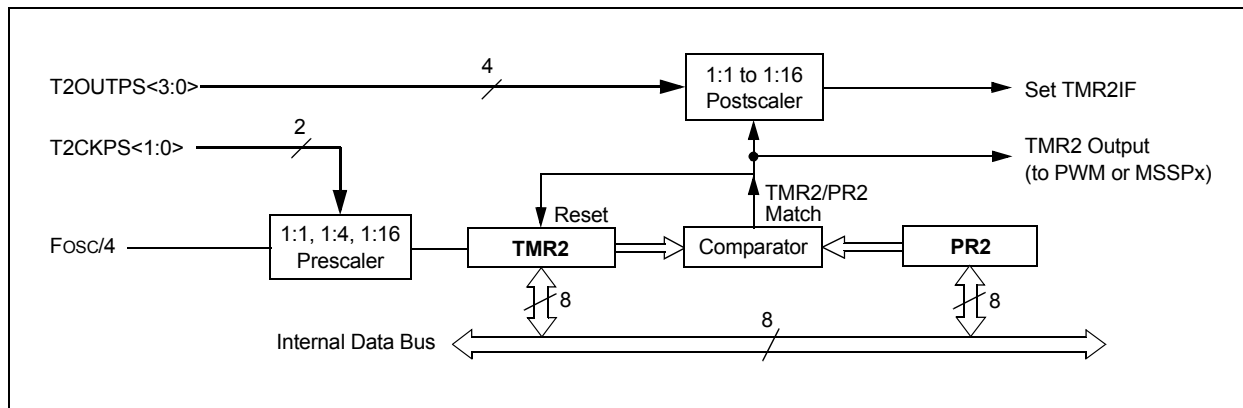 T2OUTPS<3:0>
4
1:1 to 1:16
Postscaler
Set TMR2IF
T2CKPS<1:0>
2
TMR2 Output
(to PWM or MSSPx)
TMR2/PR2
Match
Reset
FOSC/4
1:1, 1:4, 1:16
Prescaler
TMR2
Comparator
PR2
8
8
8
Internal Data Bus